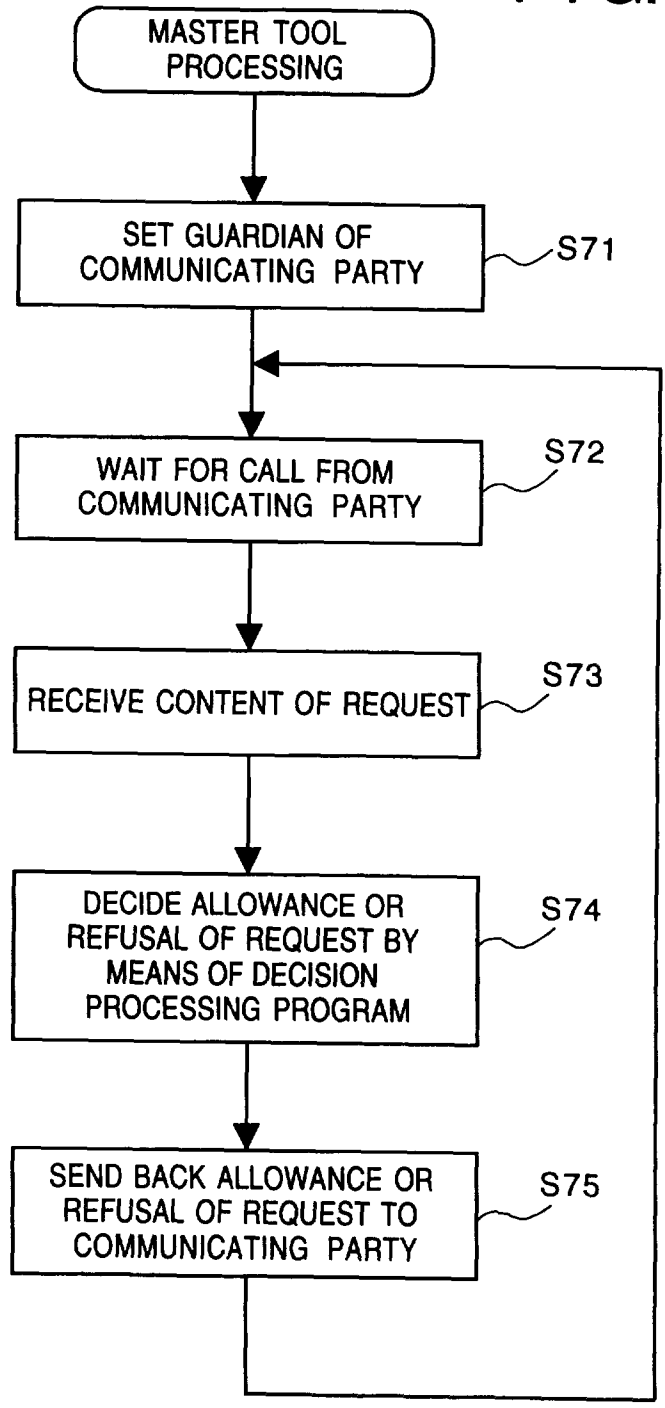 MASTER TOOL
PROCESSING
SET GUARDIAN OF
COMMUNICATING PARTY
S71
WAIT FOR CALL FROM
COMMUNICATING PARTY
S72
RECEIVE CONTENT OF REQUEST
S73
DECIDE ALLOWANCE OR
REFUSAL OF REQUEST BY
MEANS OF DECISION
PROCESSING PROGRAM
S74
SEND BACK ALLOWANCE OR
REFUSAL OF REQUEST TO
COMMUNICATING PARTY
S75